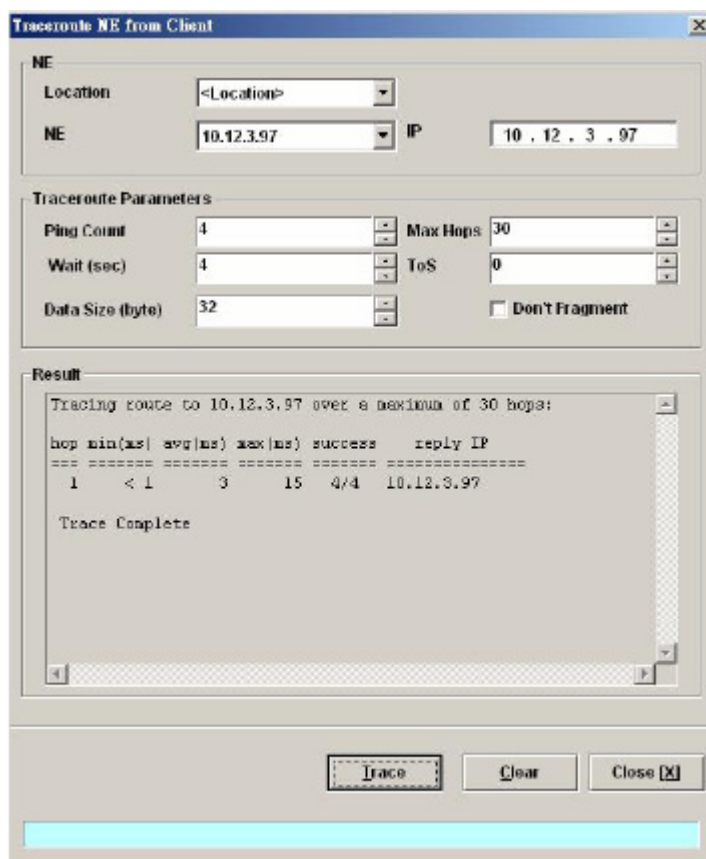 Traceroute NE from Client
NE
Location <Location>
NE 10.12.3.97 IP 10 . 12 . 3 . 97
Traceroute Parameters
Ping Count 4 Max Hops 30
Wait (sec) 4 ToS 0
Data Size (byte) 32 Don't Fragment
Result
Tracing route to 10.12.3.97 over a maximum of 30 hops:
hop min(ms) avg(ms) max(ms) success reply IP
=== ======= ======= ======= ======= ===============
1 < 1 3 15 4/4 10.12.3.97
Trace Complete
Trace Clear Close [X]